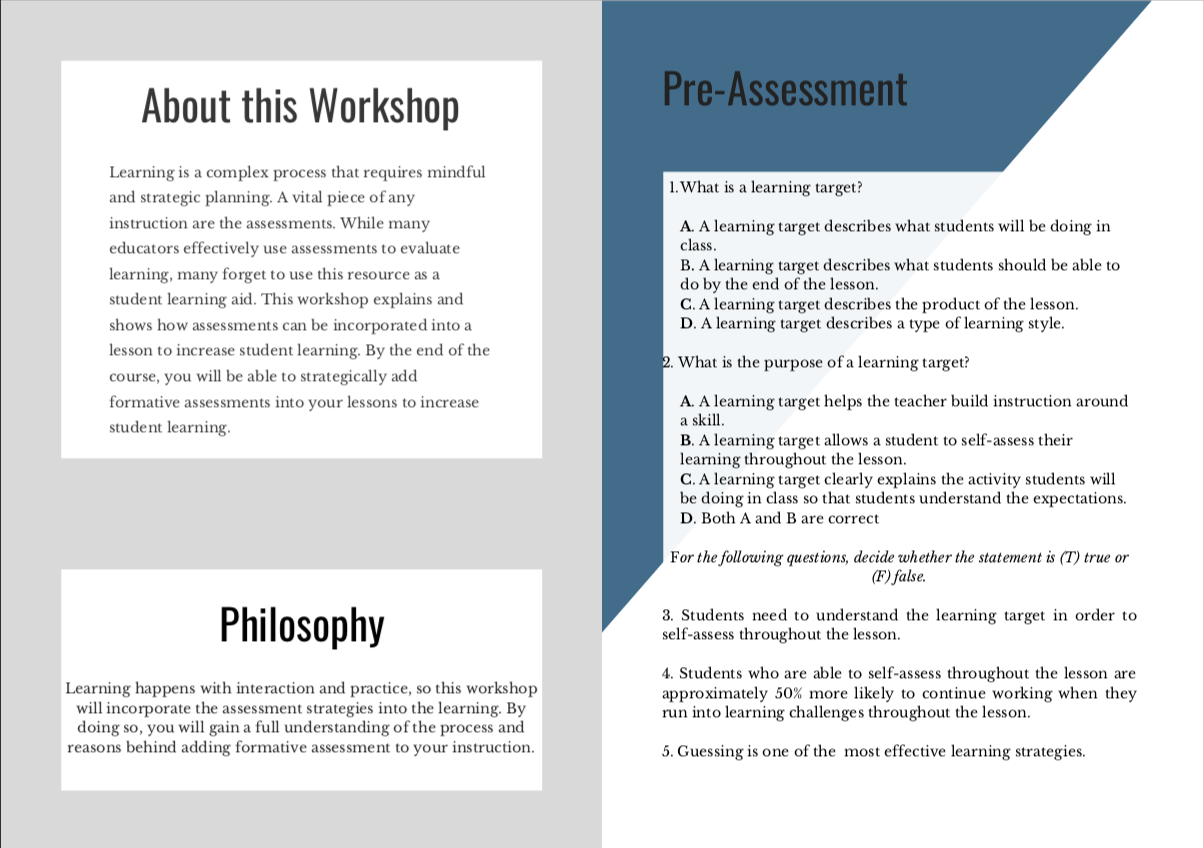 About this Workshop
Learning is a complex process that requires mindful
and strategic planning. A vital piece of any
instruction are the assessments. While many
educators effectively use assessments to evaluate
learning, many forget to use this resource as a
student learning aid. This workshop explains and
shows how assessments can be incorporated into a
lesson to increase student learning. By the end of the
course, you will be able to strategically add
formative assessments into your lessons to increase
student learning.
Philosophy
Learning happens with interaction and practice, so this workshop
will incorporate the assessment strategies into the learning. By
doing so, you will gain a full understanding of the process and
reasons behind adding formative assessment to your instruction.
Pre-Assessment
1. What is a learning target?
A. A learning target describes what students will be doing in
class.
B. A learning target describes what students should be able to
do by the end of the lesson.
C. A learning target describes the product of the lesson.
D. A learning target describes a type of learning style.
2. What is the purpose of a learning target?
A. A learning target helps the teacher build instruction around
a skill.
B. A learning target allows a student to self-assess their
learning throughout the lesson.
C. A learning target clearly explains the activity students will
be doing in class so that students understand the expectations.
D. Both A and B are correct
For the following questions, decide whether the statement is (T) true or
(F) false.
3. Students need to understand the learning target in order to
self-assess throughout the lesson.
4. Students who are able to self-assess throughout the lesson are
approximately 50% more likely to continue working when they
run into learning challenges throughout the lesson.
5. Guessing is one of the most effective learning strategies.